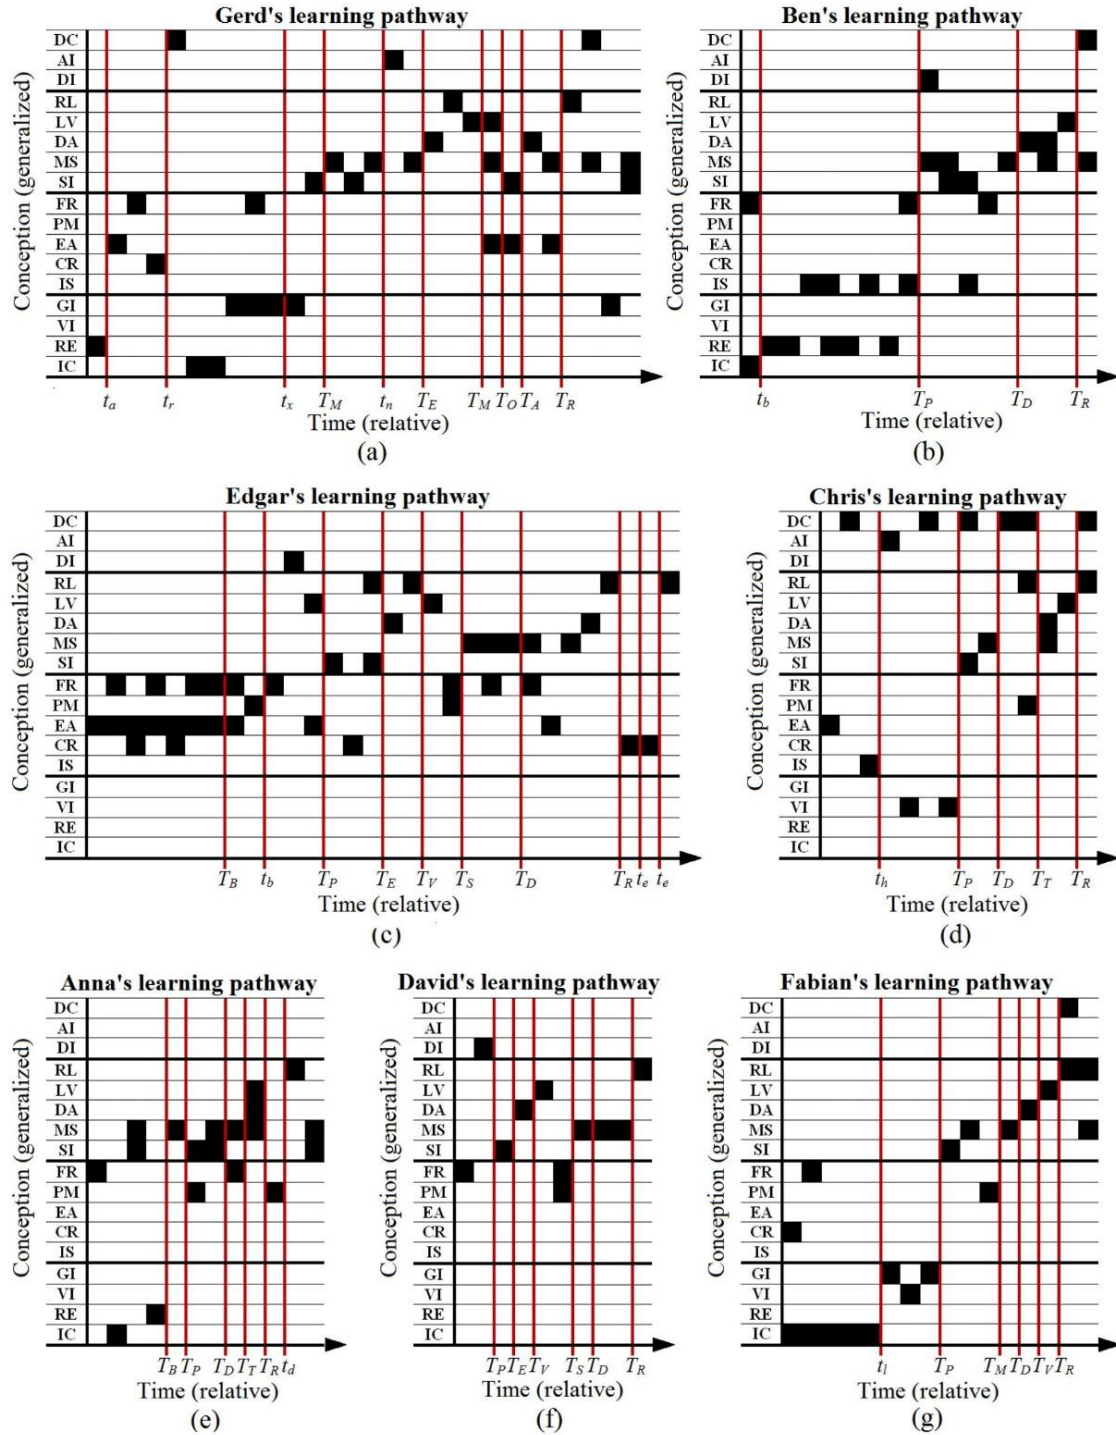 Gerd's learning pathway
Conception (generalized)
DC
AI
DI
RL
LV
DA
MS
SI
FR
PM
EA
CR
IS
GI
VI
RE
IC
t_a t_r t_x T_M t_n T_E T_M T_O T_A T_R
Time (relative)
(a)
Ben's learning pathway
Conception (generalized)
DC
AI
DI
RL
LV
DA
MS
SI
FR
PM
EA
CR
IS
GI
VI
RE
IC
t_b T_P T_D T_R
Time (relative)
(b)
Edgar's learning pathway
Conception (generalized)
DC
AI
DI
RL
LV
DA
MS
SI
FR
PM
EA
CR
IS
GI
VI
RE
IC
T_B t_b T_P T_E T_V T_S T_D T_R t_e t_e
Time (relative)
(c)
Chris's learning pathway
Conception (generalized)
DC
AI
DI
RL
LV
DA
MS
SI
FR
PM
EA
CR
IS
GI
VI
RE
IC
t_h T_P T_D T_T T_R
Time (relative)
(d)
Anna's learning pathway
Conception (generalized)
DC
AI
DI
RL
LV
DA
MS
SI
FR
PM
EA
CR
IS
GI
VI
RE
IC
T_B T_P T_D T_T T_R t_d
Time (relative)
(e)
David's learning pathway
Conception (generalized)
DC
AI
DI
RL
LV
DA
MS
SI
FR
PM
EA
CR
IS
GI
VI
RE
IC
T_P T_E T_V T_S T_D T_R
Time (relative)
(f)
Fabian's learning pathway
Conception (generalized)
DC
AI
DI
RL
LV
DA
MS
SI
FR
PM
EA
CR
IS
GI
VI
RE
IC
t_l T_P T_M T_D T_V T_R
Time (relative)
(g)